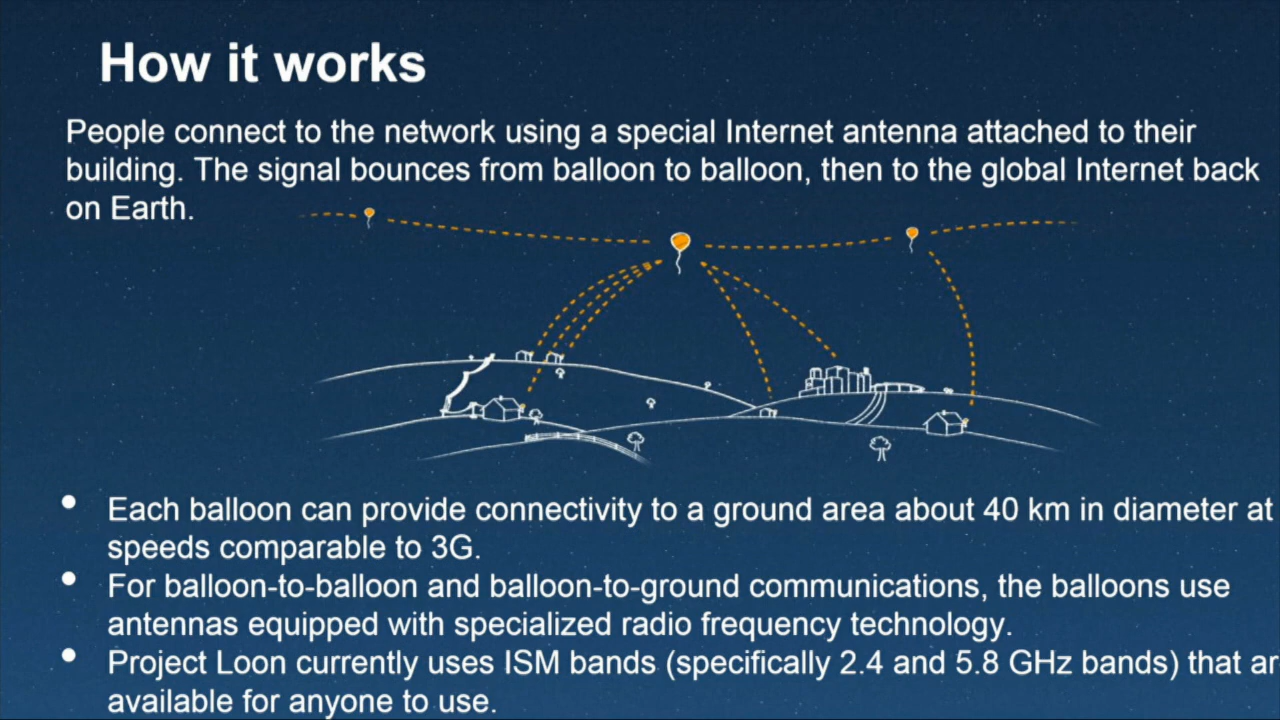 How it works
People connect to the network using a special Internet antenna attached to their
building. The signal bounces from balloon to balloon, then to the global Internet back
on Earth.
• Each balloon can provide connectivity to a ground area about 40 km in diameter at
speeds comparable to 3G.
• For balloon-to-balloon and balloon-to-ground communications, the balloons use
antennas equipped with specialized radio frequency technology.
• Project Loon currently uses ISM bands (specifically 2.4 and 5.8 GHz bands) that ar
available for anyone to use.